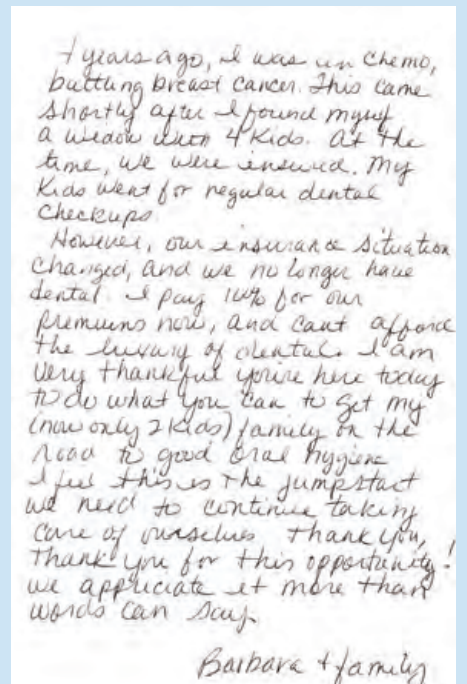 years ago, I was in Chemo,
battling breast cancer. This came
shortly after I found myself
a widow with 4 kids. At the
time, we were insured. My
kids went for regular dental
checkups.
However, our insurance situation
changed, and we no longer have
dental. I pay for our
premiums now, and cant afford
the luxury of dental. I am
very thankful you're here today
to do what you can to get my
(now only 2 kids) family on the
road to good oral hygiene
I feel this is the jumpstart
we need to continue taking
care of ourselves. Thank you,
thank you for this opportunity!
we appreciate it more than
words can say.
Barbara + family